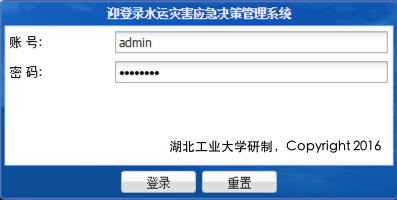 迎登录水运灾害应急决策管理系统
账 号: admin
密 码: ••••••••
湖北工业大学研制，Copyright 2016
登录 重置